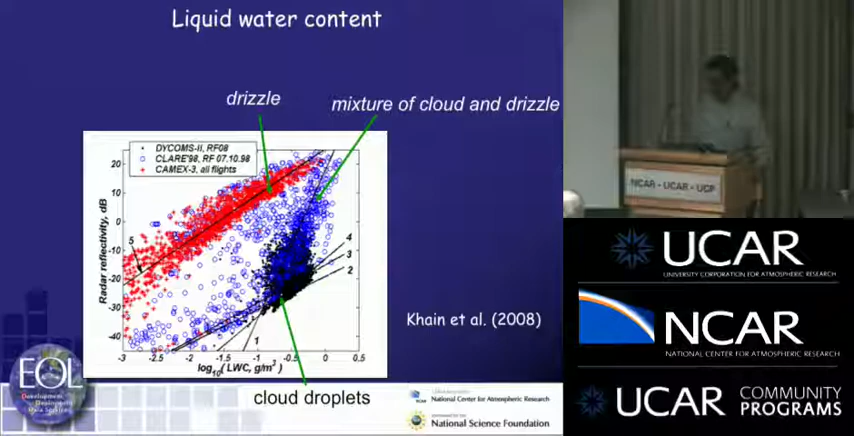 Liquid water content
drizzle
mixture of cloud and drizzle
DYCOMS-II, RF08
CLARE'98, RF 07.10.98
CAMEX-3, all flights
Radar reflectivity, dB
20
10
0
-10
-20
-30
-40
5
4
3
2
1
-3
-2.5
-2
-1.5
-1
-0.5
0
0.5
log10(LWC, g/m³)
Khain et al. (2008)
cloud droplets
EOL
National Center for Atmospheric Research
National Science Foundation
NCAR - UCAR - UCP
UCAR
UNIVERSITY CORPORATION FOR ATMOSPHERIC RESEARCH
NCAR
NATIONAL CENTER FOR ATMOSPHERIC RESEARCH
UCAR COMMUNITY
PROGRAMS